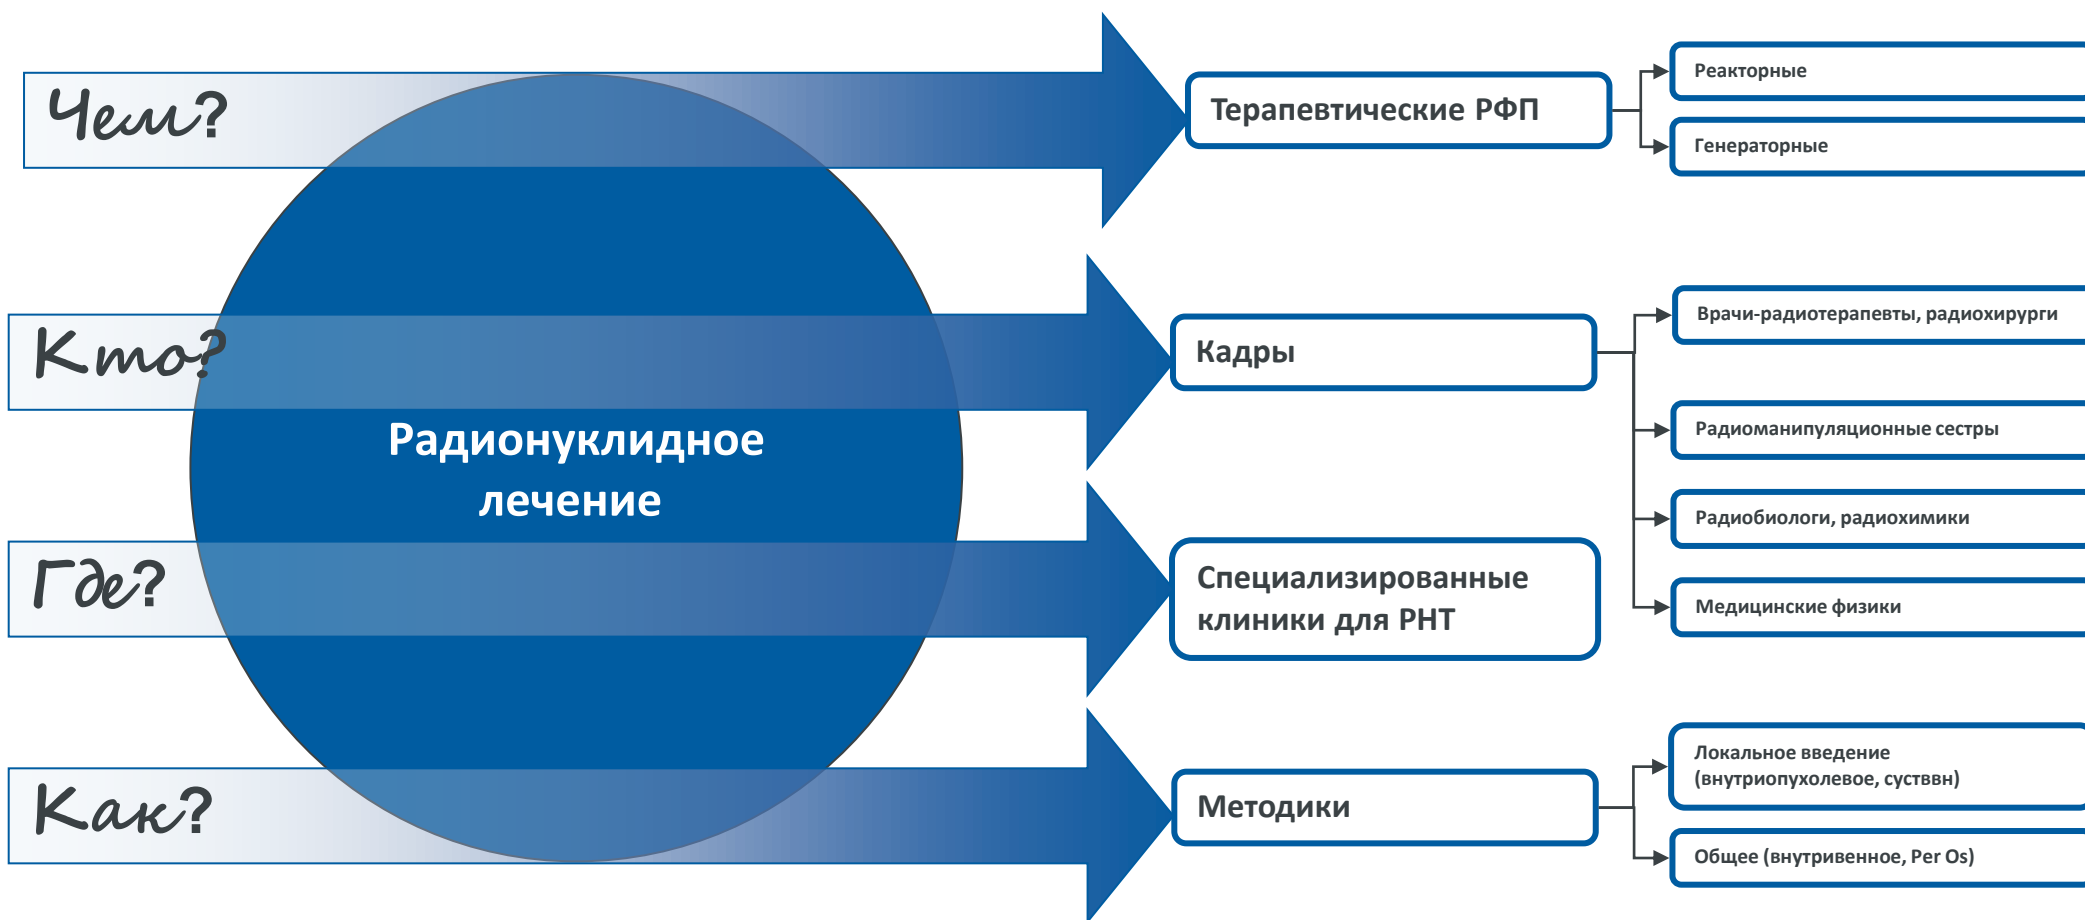 Чем?
Терапевтические РФП
Реакторные
Генераторные
Кто?
Кадры
Врачи-радиотерапевты, радиохирурги
Радиоманипуляционные сестры
Радиобиологи, радиохимики
Медицинские физики
Радионуклидное
лечение
Где?
Специализированные
клиники для РНТ
Как?
Методики
Локальное введение
(внутриопухолевое, сустввн)
Общее (внутривенное, Per Os)